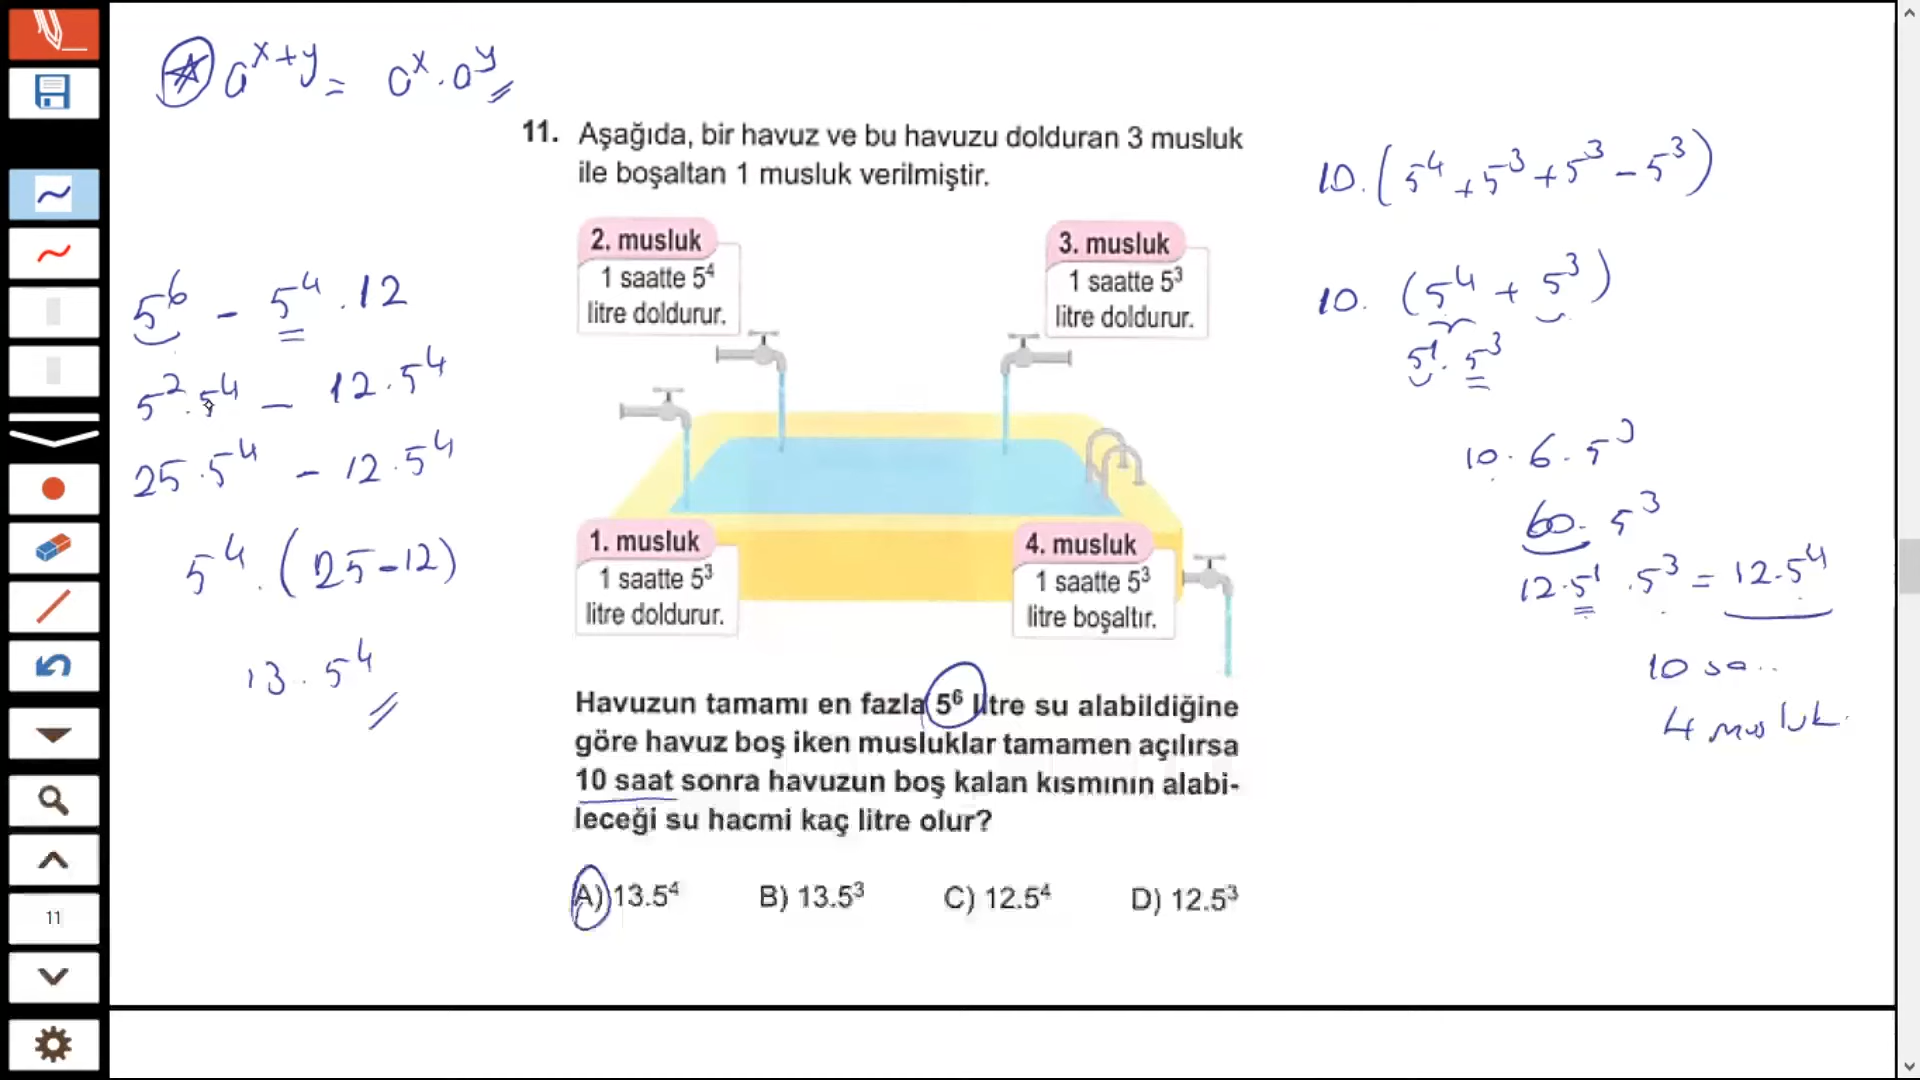 a^x+y = a^x . a^y
11. Aşağıda, bir havuz ve bu havuzu dolduran 3 musluk
ile boşaltan 1 musluk verilmiştir.
2. musluk
1 saatte 5⁴
litre doldurur.
3. musluk
1 saatte 5³
litre doldurur.
1. musluk
1 saatte 5³
litre doldurur.
4. musluk
1 saatte 5³
litre boşaltır.
Havuzun tamamı en fazla 5⁶ litre su alabildiğine
göre havuz boş iken musluklar tamamen açılırsa
10 saat sonra havuzun boş kalan kısmının alabi-
leceği su hacmi kaç litre olur?
A) 13.5⁴ B) 13.5³ C) 12.5⁴ D) 12.5³
5⁶ - 5⁴ . 12
5² . 5⁴ - 12 . 5⁴
25 . 5⁴ - 12 . 5⁴
5⁴ . (25-12)
13 . 5⁴
10 . (5⁴ + 5³ + 5³ - 5³)
10 . (5⁴ + 5³)
5¹ . 5³
10 . 6 . 5³
60 . 5³
12 . 5¹ . 5³ = 12 . 5⁴
10 sa..
4 musluk.
11